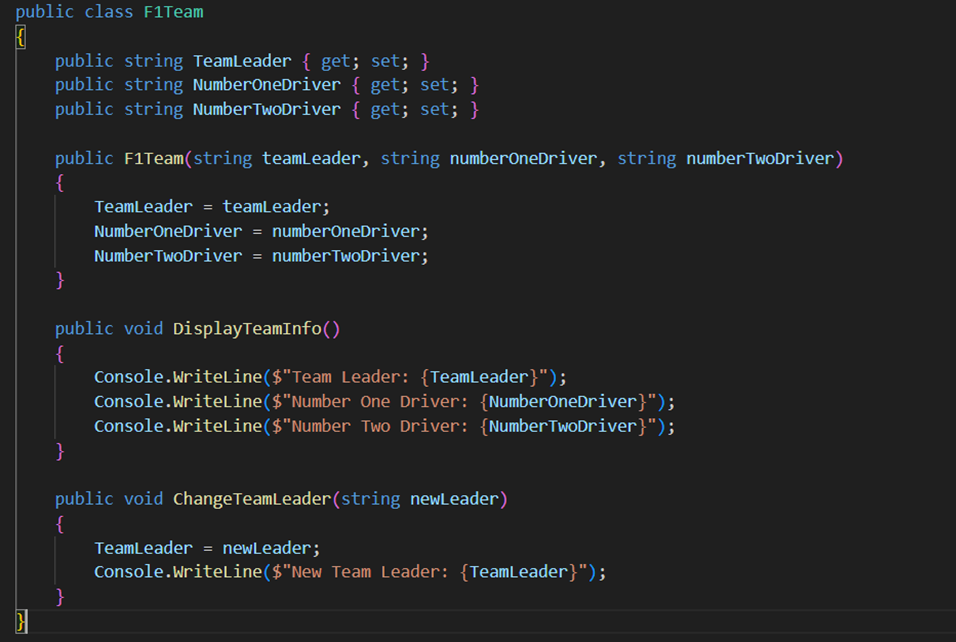 public class F1Team
{
    public string TeamLeader { get; set; }
    public string NumberOneDriver { get; set; }
    public string NumberTwoDriver { get; set; }

    public F1Team(string teamLeader, string numberOneDriver, string numberTwoDriver)
    {
        TeamLeader = teamLeader;
        NumberOneDriver = numberOneDriver;
        NumberTwoDriver = numberTwoDriver;
    }

    public void DisplayTeamInfo()
    {
        Console.WriteLine($"Team Leader: {TeamLeader}");
        Console.WriteLine($"Number One Driver: {NumberOneDriver}");
        Console.WriteLine($"Number Two Driver: {NumberTwoDriver}");
    }

    public void ChangeTeamLeader(string newLeader)
    {
        TeamLeader = newLeader;
        Console.WriteLine($"New Team Leader: {TeamLeader}");
    }
}